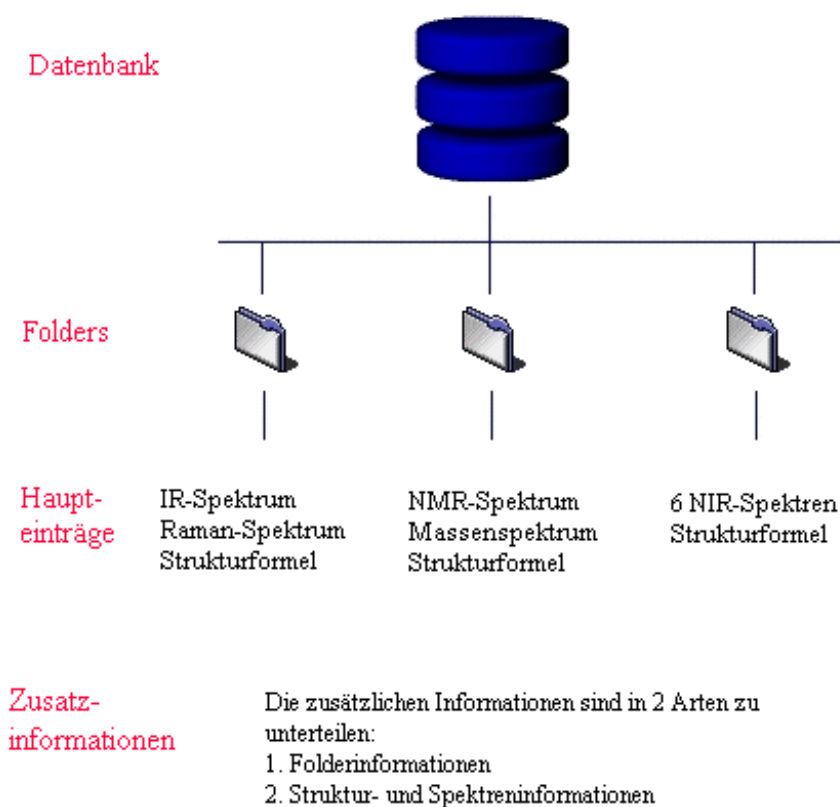 Datenbank
Folders
Haupt-
einträge
IR-Spektrum
Raman-Spektrum
Strukturformel
NMR-Spektrum
Massenspektrum
Strukturformel
6 NIR-Spektren
Strukturformel
Zusatz-
informationen
Die zusätzlichen Informationen sind in 2 Arten zu
unterteilen:
1. Folderinformationen
2. Struktur- und Spektreninformationen